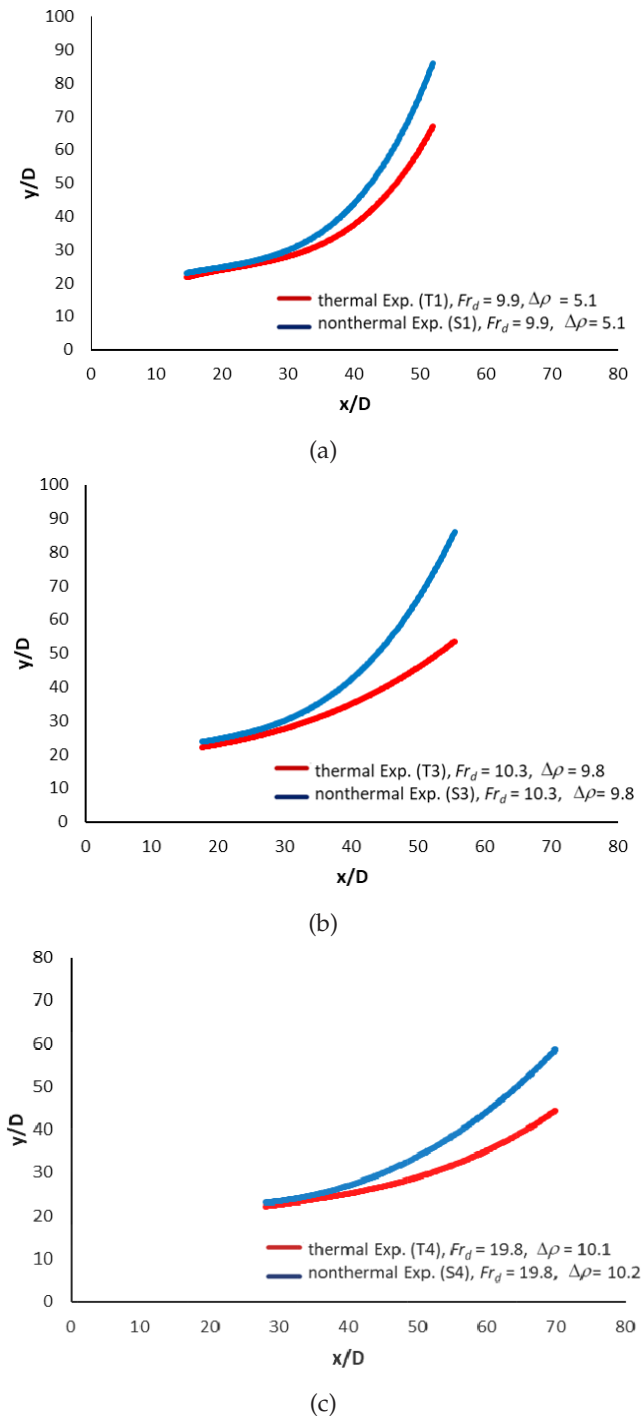 100
90
80
70
60
50
40
30
20
10
0
y/D
thermal Exp. (T1), Fr_d = 9.9, Δρ = 5.1
nonthermal Exp. (S1), Fr_d = 9.9, Δρ = 5.1
0 10 20 30 40 50 60 70 80
x/D
(a)
100
90
80
70
60
50
40
30
20
10
0
y/D
thermal Exp. (T3), Fr_d = 10.3, Δρ = 9.8
nonthermal Exp. (S3), Fr_d = 10.3, Δρ = 9.8
0 10 20 30 40 50 60 70 80
x/D
(b)
80
70
60
50
40
30
20
10
0
y/D
thermal Exp. (T4), Fr_d = 19.8, Δρ = 10.1
nonthermal Exp. (S4), Fr_d = 19.8, Δρ = 10.2
0 10 20 30 40 50 60 70 80
x/D
(c)